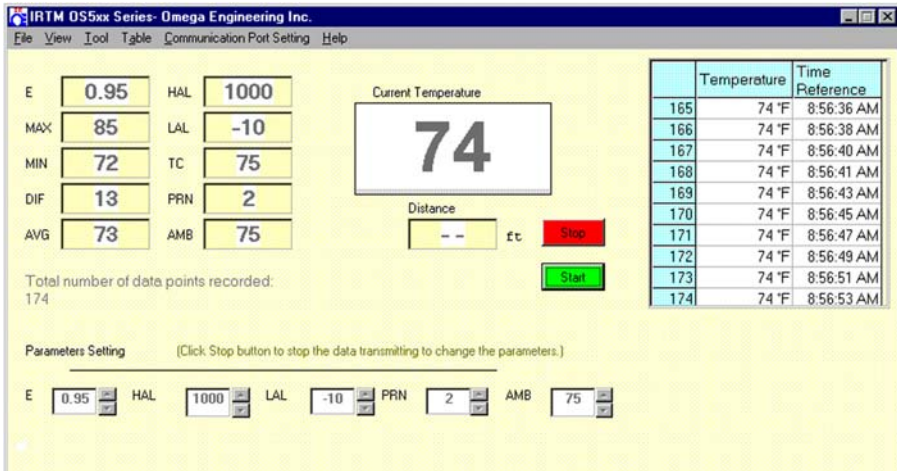 IRTM OS5xx Series- Omega Engineering Inc.
File View Tool Table Communication Port Setting Help
E 0.95 HAL 1000
MAX 85 LAL -10
MIN 72 TC 75
DIF 13 PRN 2
AVG 73 AMB 75
Total number of data points recorded:
174
Current Temperature
74
Distance
-- ft
Stop
Start
Temperature Time Reference
165 74 °F 8:56:36 AM
166 74 °F 8:56:38 AM
167 74 °F 8:56:40 AM
168 74 °F 8:56:41 AM
169 74 °F 8:56:43 AM
170 74 °F 8:56:45 AM
171 74 °F 8:56:47 AM
172 74 °F 8:56:49 AM
173 74 °F 8:56:51 AM
174 74 °F 8:56:53 AM
Parameters Setting (Click Stop button to stop the data transmitting to change the parameters.)
E 0.95 HAL 1000 LAL -10 PRN 2 AMB 75